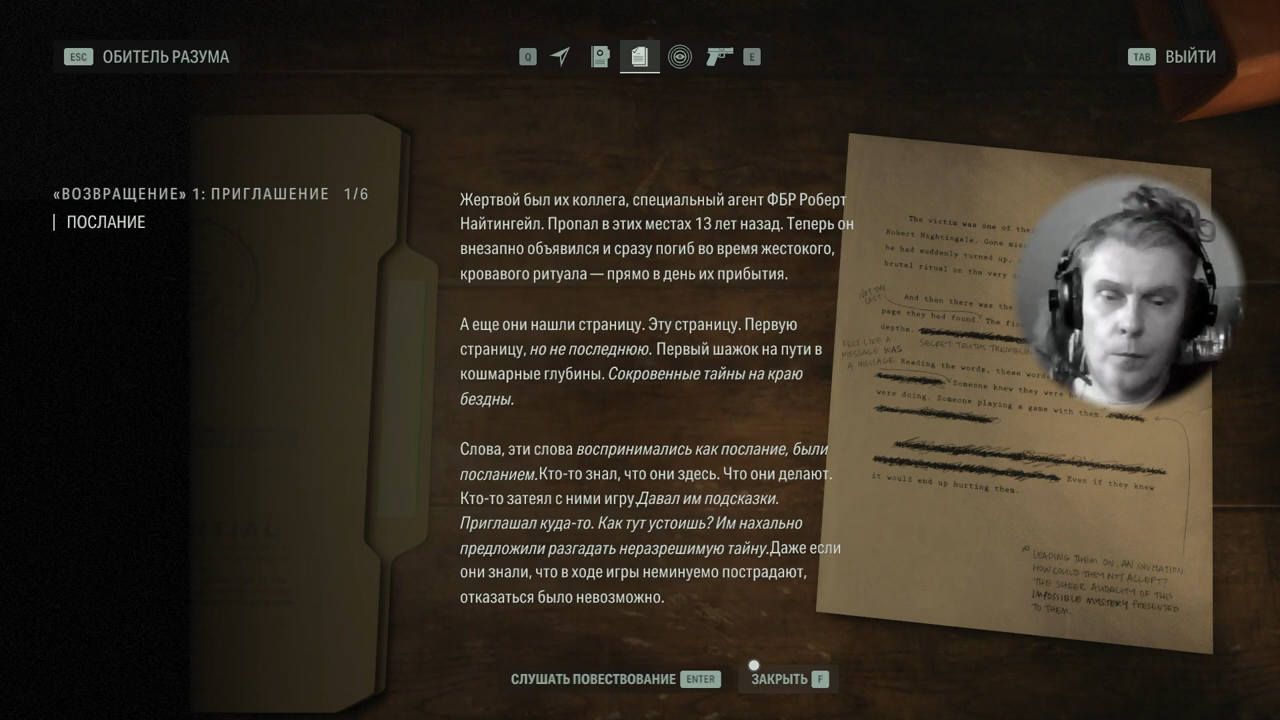 ESC ОБИТЕЛЬ РАЗУМА
Q
E
TAB ВЫЙТИ
«ВОЗВРАЩЕНИЕ» 1: ПРИГЛАШЕНИЕ 1/6
ПОСЛАНИЕ
Жертвой был их коллега, специальный агент ФБР Роберт
Найтингейл. Пропал в этих местах 13 лет назад. Теперь он
внезапно объявился и сразу погиб во время жестокого,
кровавого ритуала — прямо в день их прибытия.
А еще они нашли страницу. Эту страницу. Первую
страницу, но не последнюю. Первый шажок на пути в
кошмарные глубины. Сокровенные тайны на краю
бездны.
Слова, эти слова воспринимались как послание, были
посланием.Кто-то знал, что они здесь. Что они делают.
Кто-то затеял с ними игру.Давал им подсказки.
Приглашал куда-то. Как тут устоишь? Им нахально
предложили разгадать неразрешимую тайну.Даже если
они знали, что в ходе игры неминуемо пострадают,
отказаться было невозможно.
The victim was one of their
Robert Nightingale. Gone
he had suddenly turned up,
brutal ritual on the very
NOT THE
LAST
And then there was the
page they had found. The
depths.
SECRET TRUTHS
FELT LIKE A
MESSAGE WAS
A MESSAGE
Reading the words, these
Someone knew they were
were doing. Someone playing a game with them.
Even if they knew
it would end up hurting them.
LEADING THEM ON, AN INVITATION.
HOW COULD THEM NOT ACCEPT?
THE SHEER AUDACITY OF THIS
IMPOSSIBLE MYSTERY PRESENTED
TO THEM.
NTIAL
СЛУШАТЬ ПОВЕСТВОВАНИЕ ENTER
ЗАКРЫТЬ F